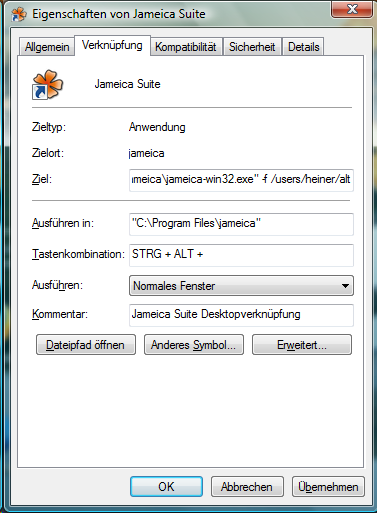 Eigenschaften von Jameica Suite
Allgemein Verknüpfung Kompatibilität Sicherheit Details
Jameica Suite
Zieltyp: Anwendung
Zielort: jameica
Ziel: meica\jameica-win32.exe" -f /users/heiner/alt
Ausführen in: "C:\Program Files\jameica"
Tastenkombination: STRG + ALT +
Ausführen: Normales Fenster
Kommentar: Jameica Suite Desktopverknüpfung
Dateipfad öffnen Anderes Symbol... Erweitert...
OK Abbrechen Übernehmen